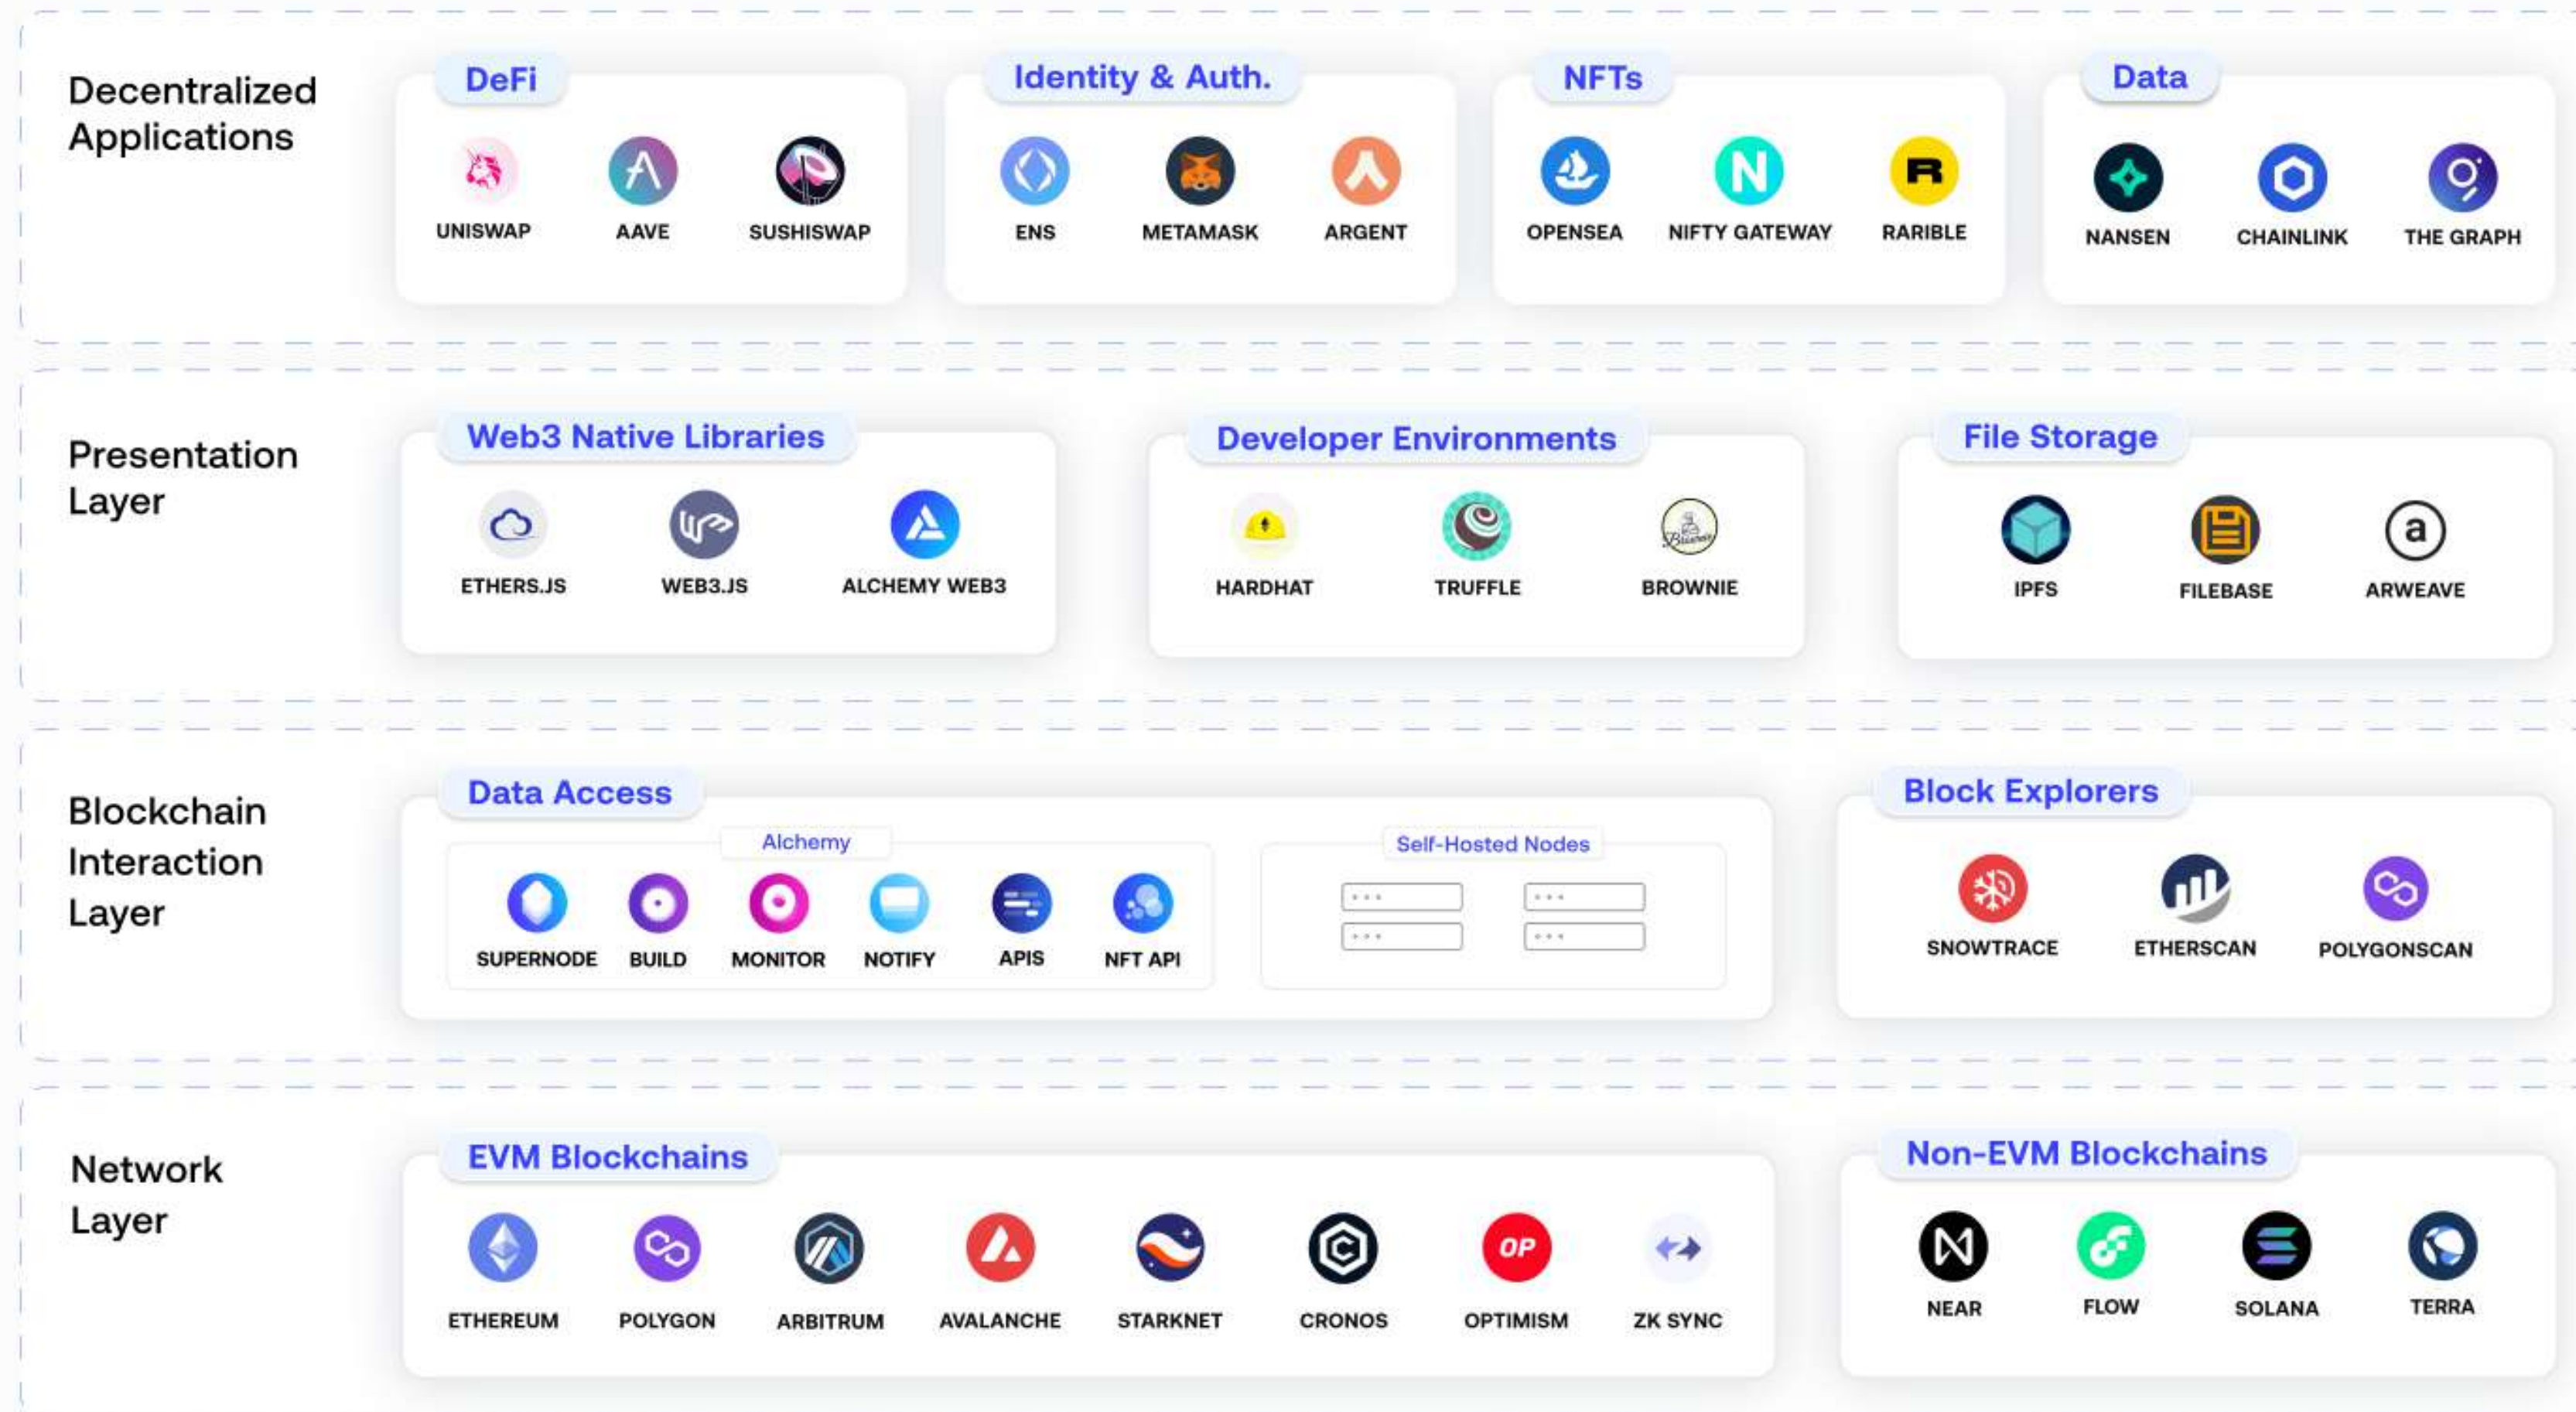 Decentralized
Applications
DeFi
UNISWAP
AAVE
SUSHISWAP
Identity & Auth.
ENS
METAMASK
ARGENT
NFTs
OPENSEA
NIFTY GATEWAY
RARIBLE
Data
NANSEN
CHAINLINK
THE GRAPH
Presentation
Layer
Web3 Native Libraries
ETHERS.JS
WEB3.JS
ALCHEMY WEB3
Developer Environments
HARDHAT
TRUFFLE
Brownie
BROWNIE
File Storage
IPFS
FILEBASE
a
ARWEAVE
Blockchain
Interaction
Layer
Data Access
Alchemy
SUPERNODE
BUILD
MONITOR
NOTIFY
APIS
NFT API
Self-Hosted Nodes
Block Explorers
SNOWTRACE
ETHERSCAN
POLYGONSCAN
Network
Layer
EVM Blockchains
ETHEREUM
POLYGON
ARBITRUM
AVALANCHE
STARKNET
CRONOS
OP
OPTIMISM
ZK SYNC
Non-EVM Blockchains
NEAR
FLOW
SOLANA
TERRA